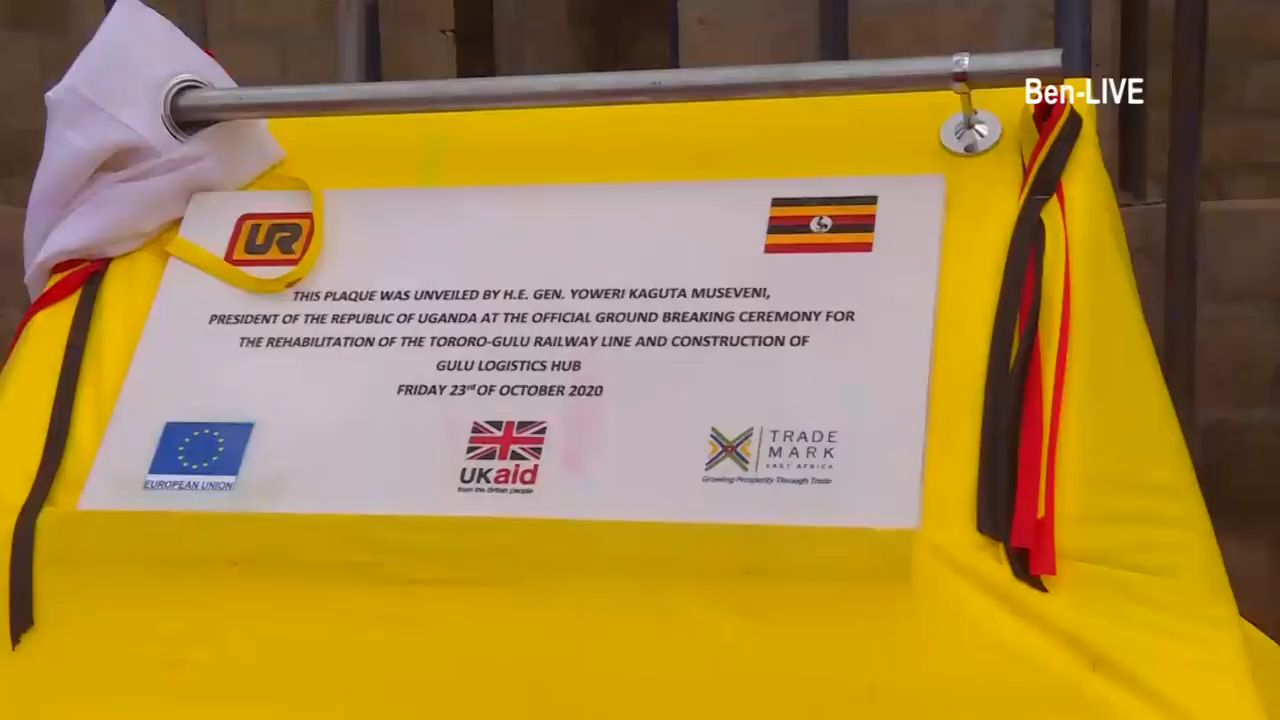 Ben-LIVE
UR
THIS PLAQUE WAS UNVEILED BY H.E. GEN. YOWERI KAGUTA MUSEVENI,
PRESIDENT OF THE REPUBLIC OF UGANDA AT THE OFFICIAL GROUND BREAKING CEREMONY FOR
THE REHABILITATION OF THE TORORO-GULU RAILWAY LINE AND CONSTRUCTION OF
GULU LOGISTICS HUB
FRIDAY 23rd OF OCTOBER 2020
EUROPEAN UNION
UKaid
from the British people
TRADE
MARK
EAST AFRICA
Growing Prosperity Through Trade